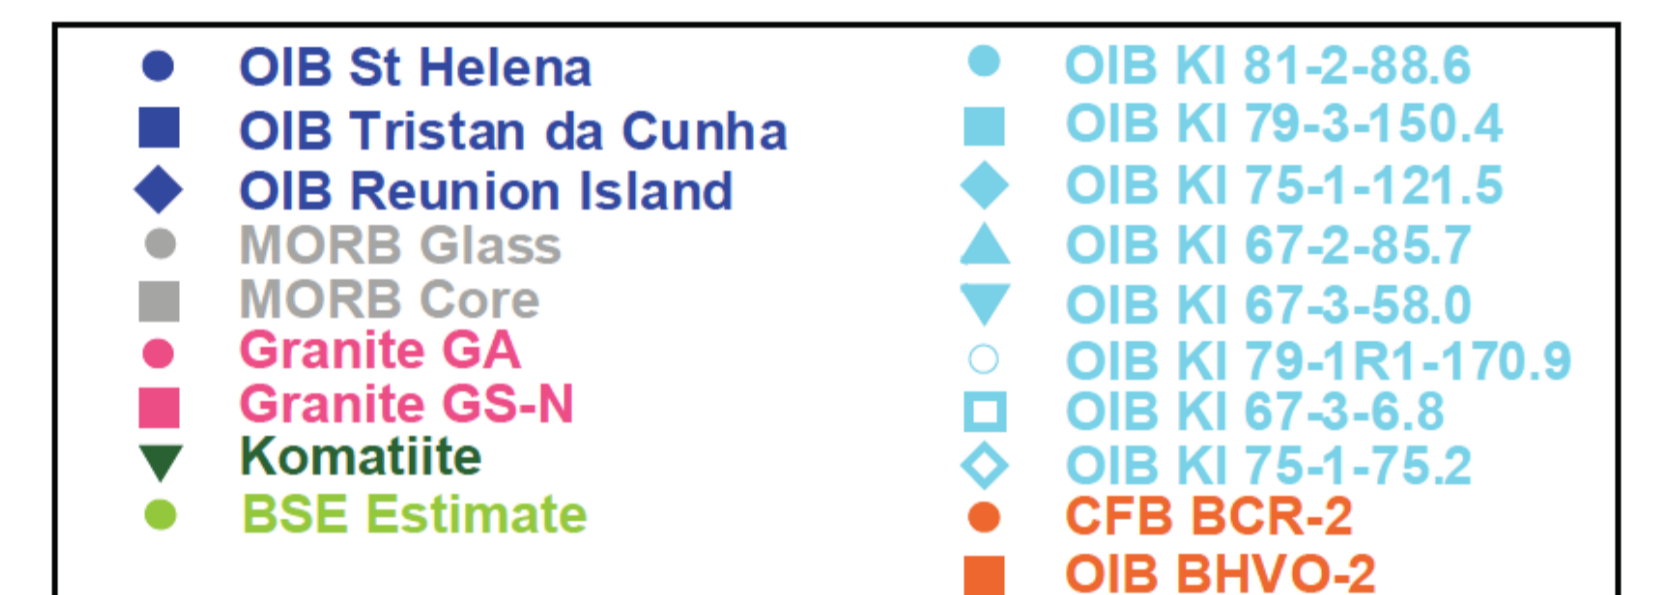 OIB St Helena
OIB Tristan da Cunha
OIB Reunion Island
MORB Glass
MORB Core
Granite GA
Granite GS-N
Komatiite
BSE Estimate
OIB KI 81-2-88.6
OIB KI 79-3-150.4
OIB KI 75-1-121.5
OIB KI 67-2-85.7
OIB KI 67-3-58.0
OIB KI 79-1R1-170.9
OIB KI 67-3-6.8
OIB KI 75-1-75.2
CFB BCR-2
OIB BHVO-2